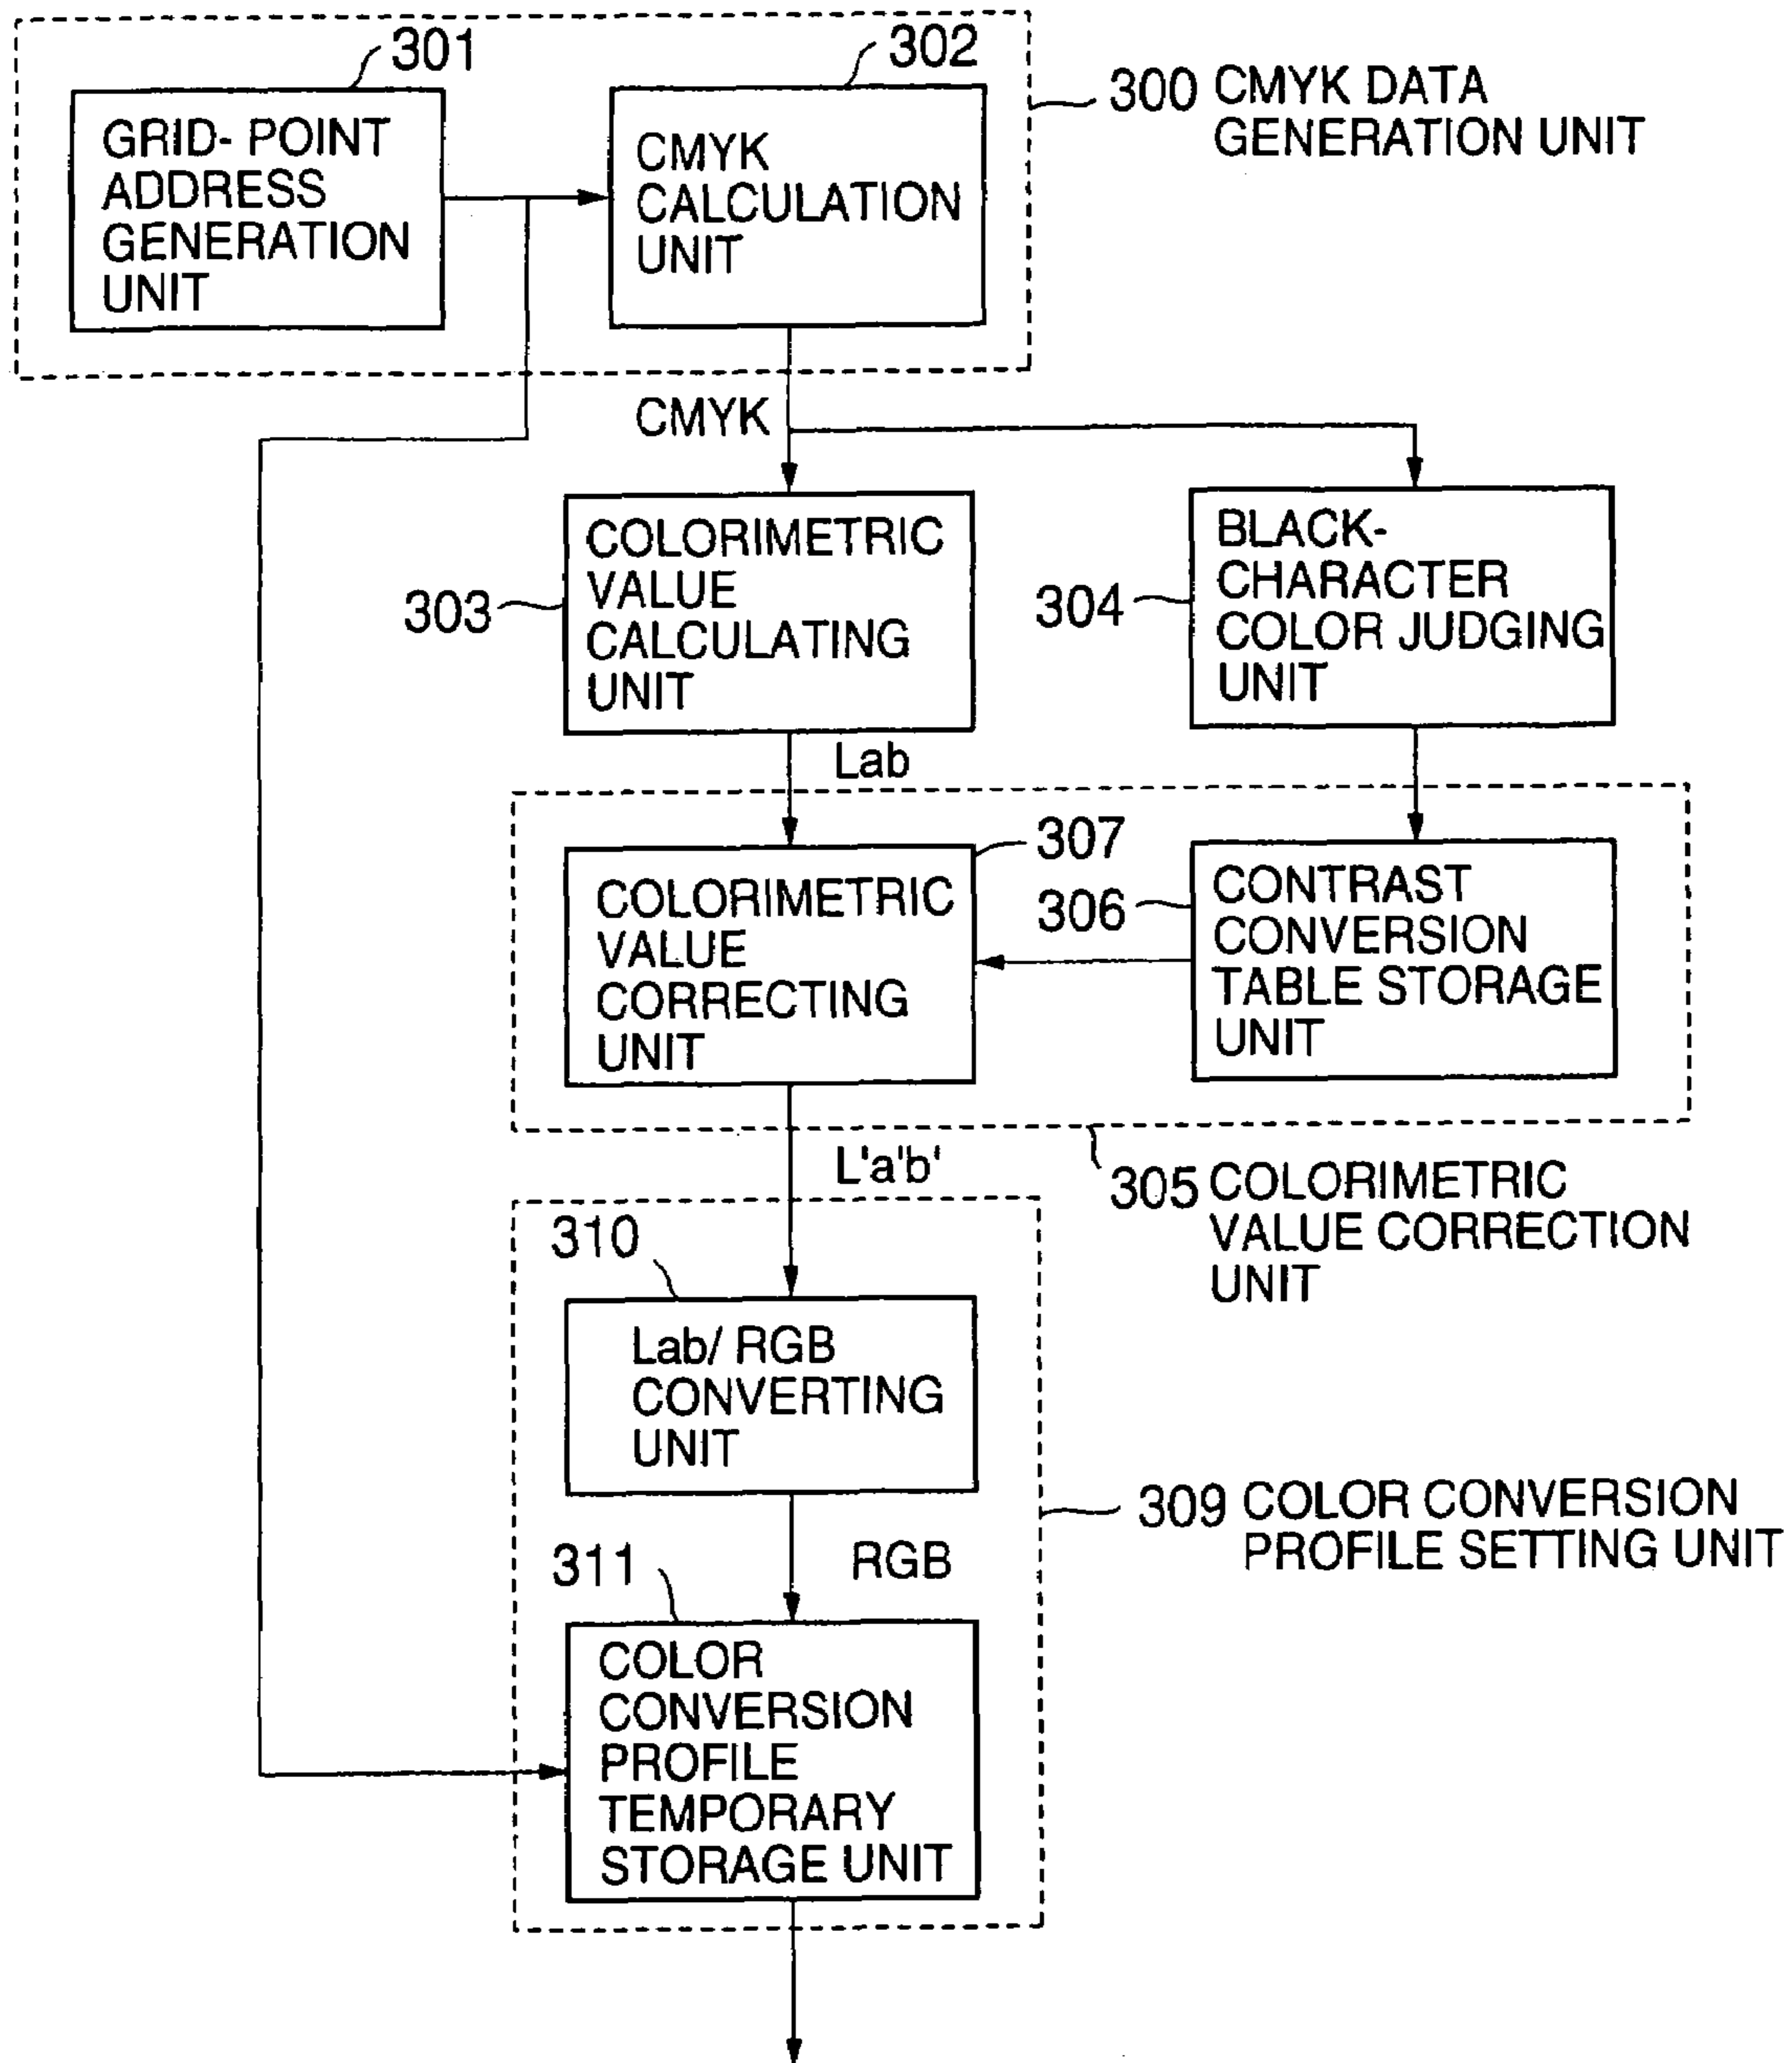 301
302
GRID- POINT
ADDRESS
GENERATION
UNIT
CMYK
CALCULATION
UNIT
300 CMYK DATA
GENERATION UNIT
CMYK
303
COLORIMETRIC
VALUE
CALCULATING
UNIT
304
BLACK-
CHARACTER
COLOR JUDGING
UNIT
Lab
307
COLORIMETRIC
VALUE
CORRECTING
UNIT
306
CONTRAST
CONVERSION
TABLE STORAGE
UNIT
L'a'b'
305 COLORIMETRIC
VALUE CORRECTION
UNIT
310
Lab/ RGB
CONVERTING
UNIT
309 COLOR CONVERSION
PROFILE SETTING UNIT
RGB
311
COLOR
CONVERSION
PROFILE
TEMPORARY
STORAGE UNIT